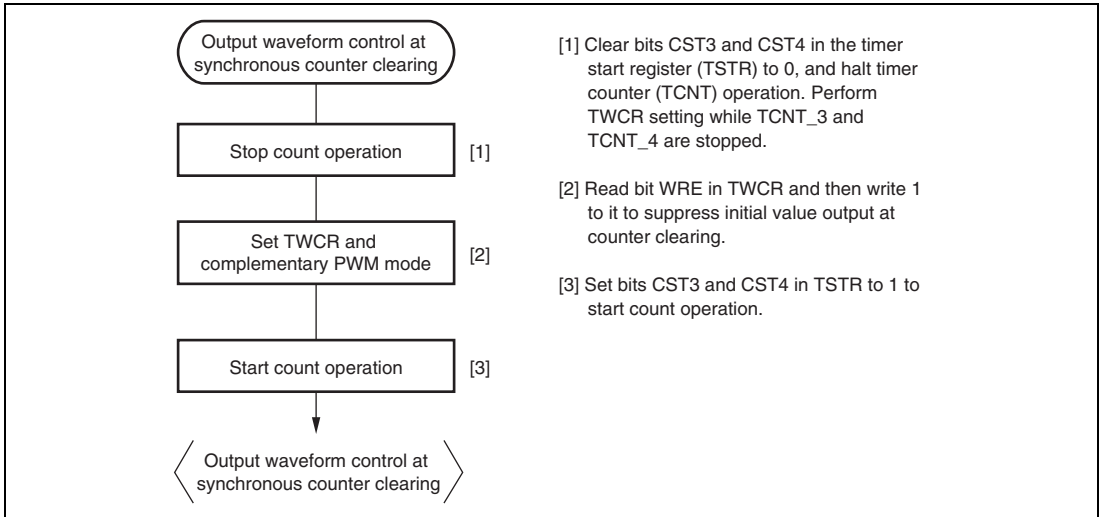 Output waveform control at
synchronous counter clearing
Stop count operation
[1]
Set TWCR and
complementary PWM mode
[2]
Start count operation
[3]
Output waveform control at
synchronous counter clearing
[1] Clear bits CST3 and CST4 in the timer
start register (TSTR) to 0, and halt timer
counter (TCNT) operation. Perform
TWCR setting while TCNT_3 and
TCNT_4 are stopped.
[2] Read bit WRE in TWCR and then write 1
to it to suppress initial value output at
counter clearing.
[3] Set bits CST3 and CST4 in TSTR to 1 to
start count operation.